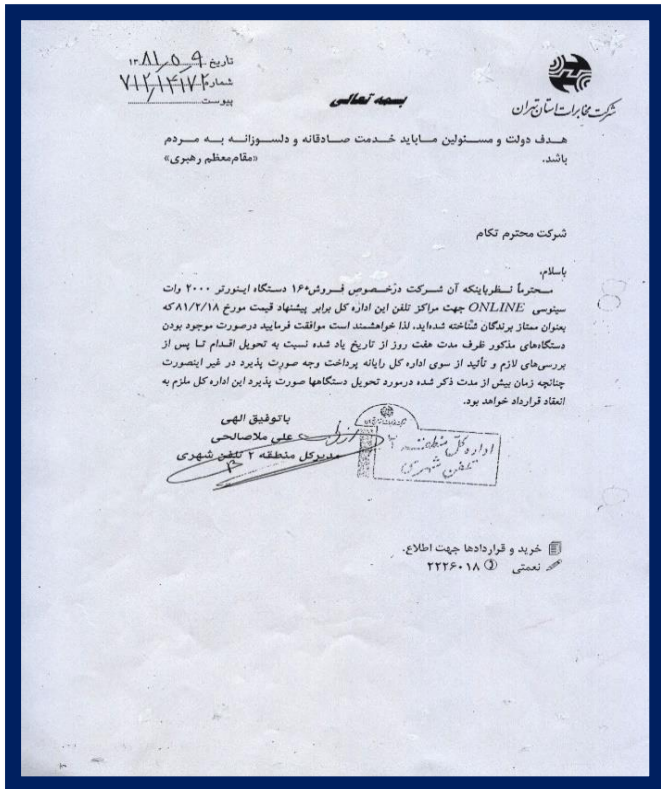 شرکت مخابرات استان تهران
تاریخ ۱۳۸۱/۰۵/۰۹
شماره ۷۱۲/۱۴۱۷۲
پیوست
بسمه تعالی
هدف دولت و مسئولین ما باید خدمت صادقانه و دلسوزانه به مردم
باشد.
«مقام معظم رهبری»
شرکت محترم تکام
باسلام،
محترماً نظر باینکه آن شرکت درخصوص فروش ۱۶۰ دستگاه اینورتر ۲۰۰۰ وات
سینوسی ONLINE جهت مراکز تلفن این اداره کل برابر پیشنهاد قیمت مورخ ۸۱/۲/۱۸ که
بعنوان ممتاز برندگان شناخته شده‌اید. لذا خواهشمند است موافقت فرمایید درصورت موجود بودن
دستگاه‌های مذکور ظرف مدت هفت روز از تاریخ یاد شده نسبت به تحویل اقدام تا پس از
بررسی‌های لازم و تأئید از سوی اداره کل رایانه پرداخت وجه صورت پذیرد در غیر اینصورت
چنانچه زمان بیش از مدت ذکر شده درمورد تحویل دستگاهها صورت پذیرد این اداره کل ملزم به
انعقاد قرارداد خواهد بود.
باتوفیق الهی
علی ملاصالحی
مدیرکل منطقه ۲ تلفن شهری
اداره کل منطقه ۲
تلفن شهری
خرید و قراردادها جهت اطلاع.
نعمتی ۲۲۲۶۰۱۸